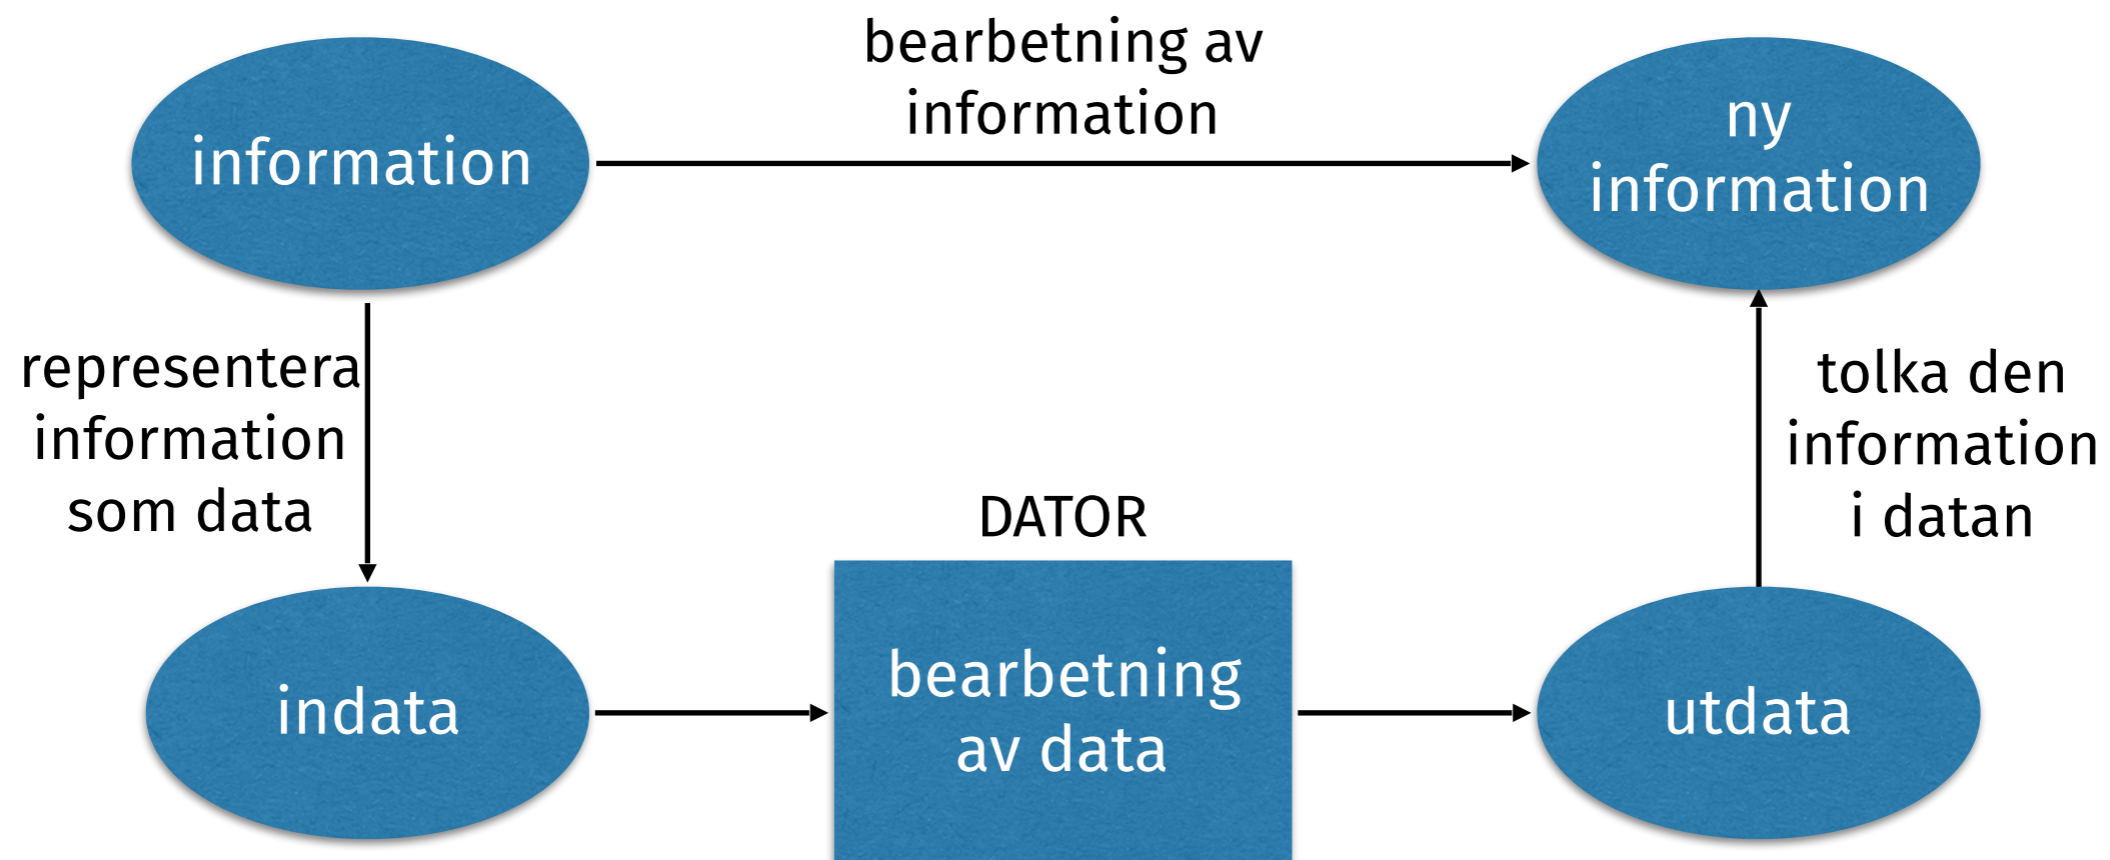 bearbetning av
information
information
ny
information
representera
information
som data
tolka den
information
i datan
DATOR
indata
bearbetning
av data
utdata